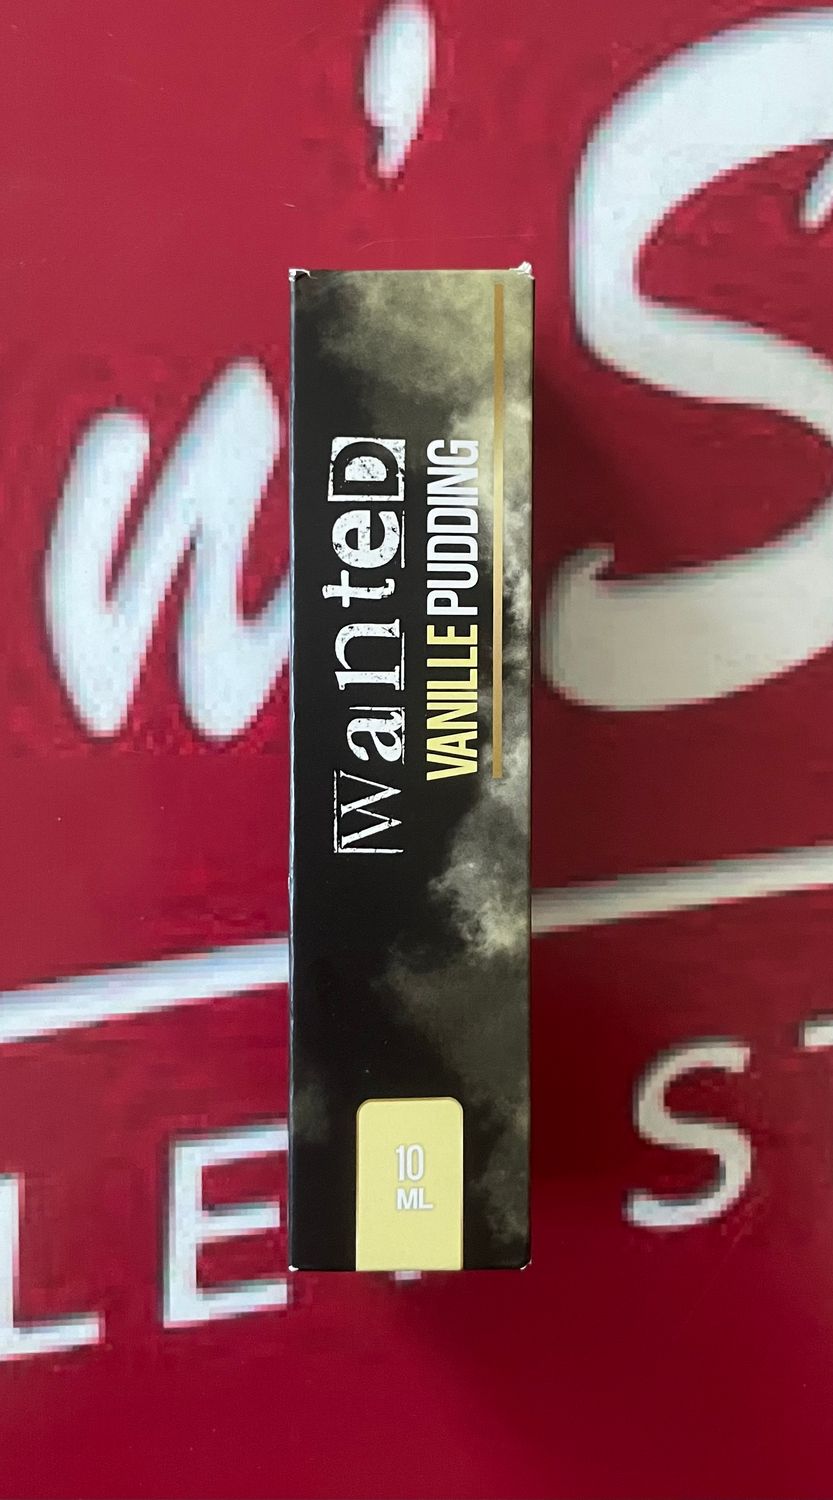 wanteD
VANILLE PUDDING
10
ML